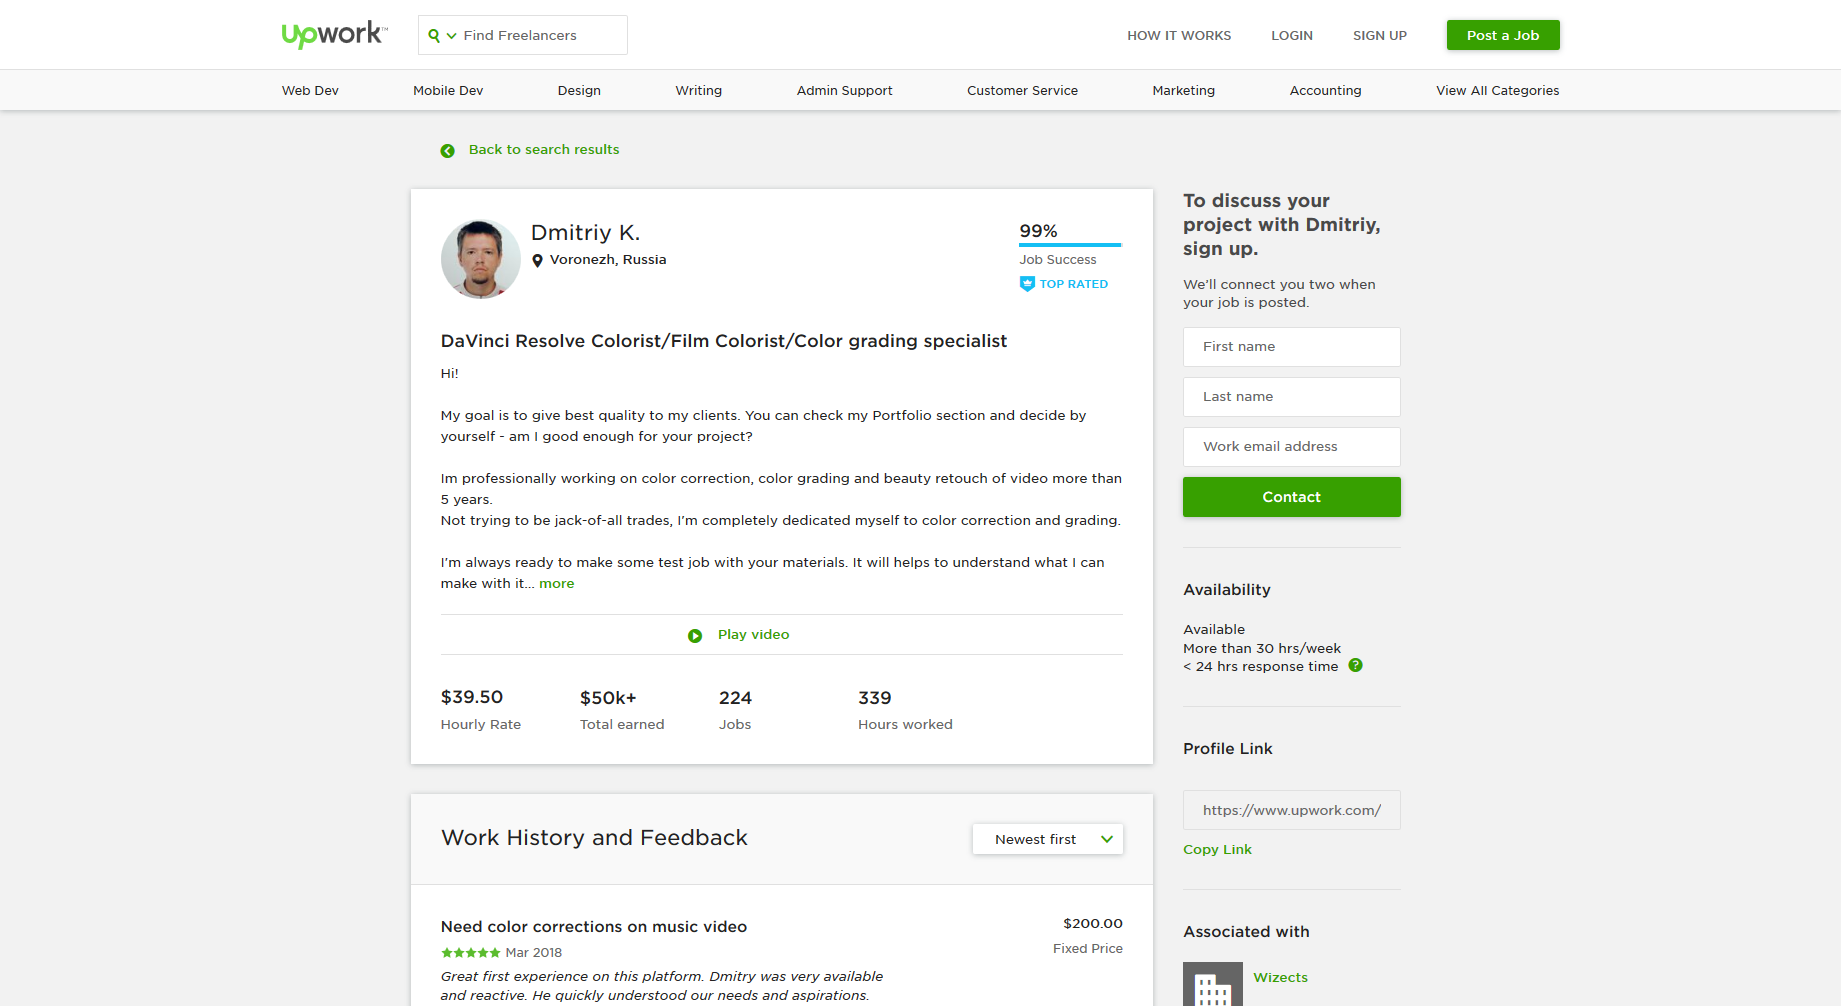 Upwork™
Find Freelancers
HOW IT WORKS
LOGIN
SIGN UP
Post a Job
Web Dev
Mobile Dev
Design
Writing
Admin Support
Customer Service
Marketing
Accounting
View All Categories
Back to search results
Dmitriy K.
Voronezh, Russia
99%
Job Success
TOP RATED
DaVinci Resolve Colorist/Film Colorist/Color grading specialist
Hi!
My goal is to give best quality to my clients. You can check my Portfolio section and decide by
yourself - am I good enough for your project?
Im professionally working on color correction, color grading and beauty retouch of video more than
5 years.
Not trying to be jack-of-all trades, I'm completely dedicated myself to color correction and grading.
I'm always ready to make some test job with your materials. It will helps to understand what I can
make with it... more
Play video
$39.50
Hourly Rate
$50k+
Total earned
224
Jobs
339
Hours worked
Work History and Feedback
Newest first
Need color corrections on music video
Mar 2018
$200.00
Fixed Price
Great first experience on this platform. Dmitry was very available
and reactive. He quickly understood our needs and aspirations.
To discuss your
project with Dmitriy,
sign up.
We'll connect you two when
your job is posted.
First name
Last name
Work email address
Contact
Availability
Available
More than 30 hrs/week
< 24 hrs response time ?
Profile Link
https://www.upwork.com/
Copy Link
Associated with
Wizects